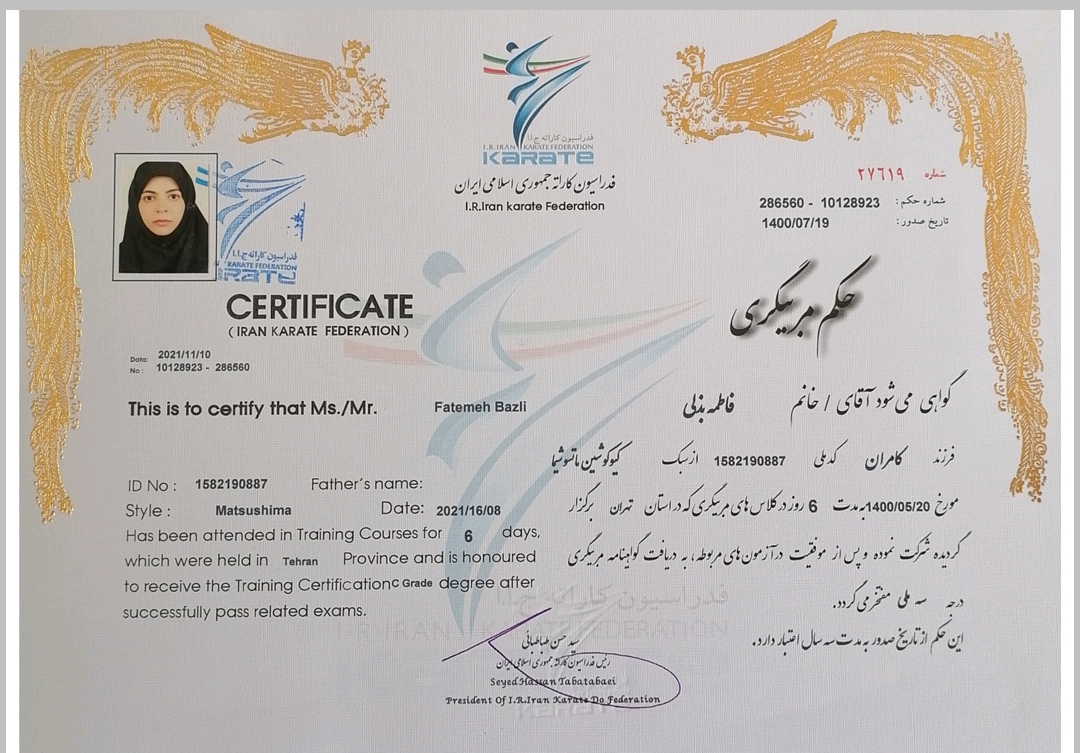 فدراسیون کاراته ج.ا.ا
I.R.IRAN KARATE FEDERATION
KARATE
فدراسیون کاراته جمهوری اسلامی ایران
I.R.Iran karate Federation
شماره ۲۷۶۱۹
شماره حکم : 10128923 - 286560
تاریخ صدور : 1400/07/19
فدراسیون کاراته ج.ا.ا
KARATE FEDERATION
CERTIFICATE
( IRAN KARATE FEDERATION )
Data: 2021/11/10
No : 10128923 - 286560
This is to certify that Ms./Mr. Fatemeh Bazli
ID No : 1582190887 Father's name:
Style : Matsushima Date: 2021/16/08
Has been attended in Training Courses for 6 days,
which were held in Tehran Province and is honoured
to receive the Training Certification C Grade degree after
successfully pass related exams.
حکم مربیگری
گواهی می‌شود آقای / خانم فاطمه بذلی
فرزند کامران کدملی 1582190887 از سبک کیوکوشین ماتسوشیما
مورخ 1400/05/20 به مدت 6 روز در کلاس های مربیگری که در استان تهران برگزار
گردیده شرکت نموده و پس از موفقیت در آزمون های مربوطه، به دریافت گواهینامه مربیگری
درجه سه ملی مفتخر می گردد.
این حکم از تاریخ صدور به مدت سه سال اعتبار دارد.
فدراسیون کاراته ج.ا.ا
I.R.IRAN KARATE FEDERATION
سید حسن طباطبائی
رئیس فدراسیون کاراته جمهوری اسلامی ایران
Seyed Hassan Tabatabaei
President Of I.R.Iran Karate Do Federation
KARATE